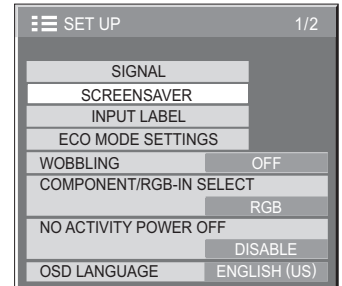 SET UP 1/2
SIGNAL
SCREENSAVER
INPUT LABEL
ECO MODE SETTINGS
WOBBLING OFF
COMPONENT/RGB-IN SELECT
RGB
NO ACTIVITY POWER OFF
DISABLE
OSD LANGUAGE ENGLISH (US)